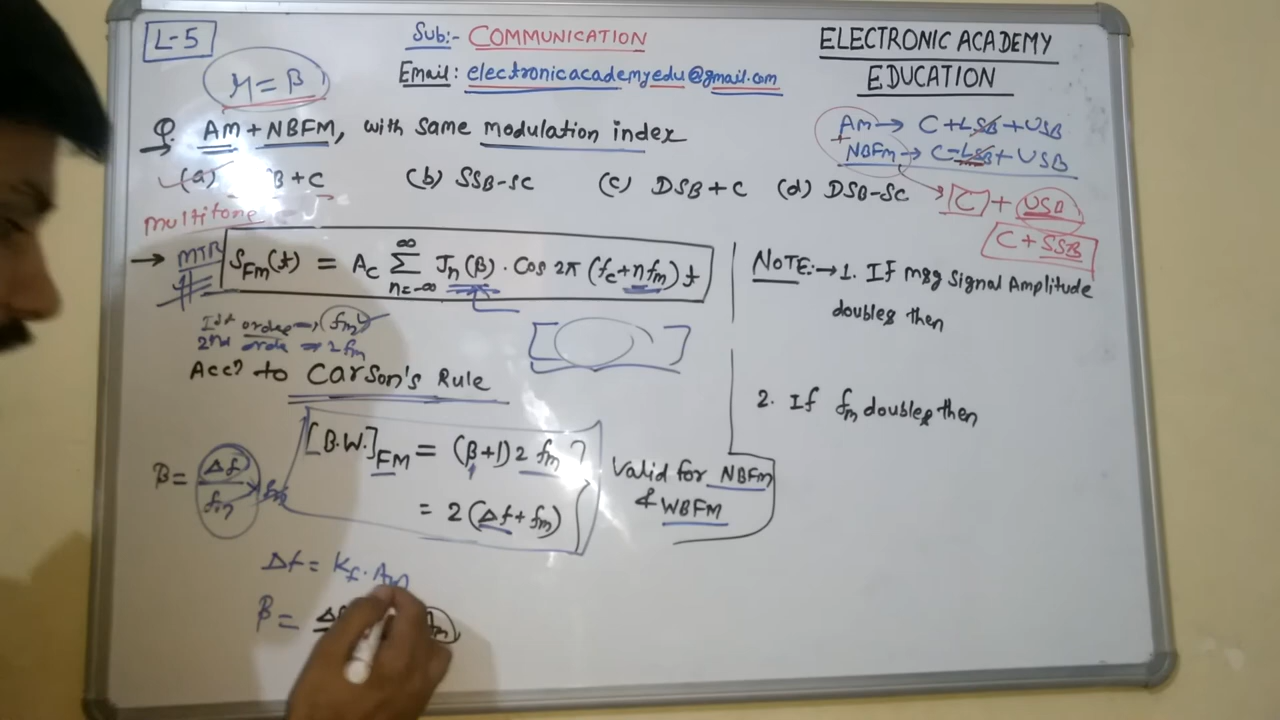 L-5
Sub:- COMMUNICATION
Email: electronicacademyedu@gmail.com
ELECTRONIC ACADEMY
EDUCATION
μ = β
Q. AM + NBFM, with same modulation index
(a) B + C (b) SSB-SC (c) DSB + C (d) DSB-SC
AM → C + LSB + USB
NBFM → C - LSB + USB
C + USB
C + SSB
multitone
→ MTR S_FM(t) = A_c ∑_{n=-∞}^{∞} J_n(β) · Cos 2π (f_c + n f_m) t
Ist order → f_m
2nd order ⇒ 2 f_m
Acc? to Carson's Rule
[B.W.]_FM = (β+1) 2 f_m
= 2 (Δf + f_m)
Valid for NBFM
& WBFM
β = Δf / f_m
Δf = K_f · A_m
β =
NOTE:→ 1. If msg signal Amplitude
doubles then
2. If f_m doubles then